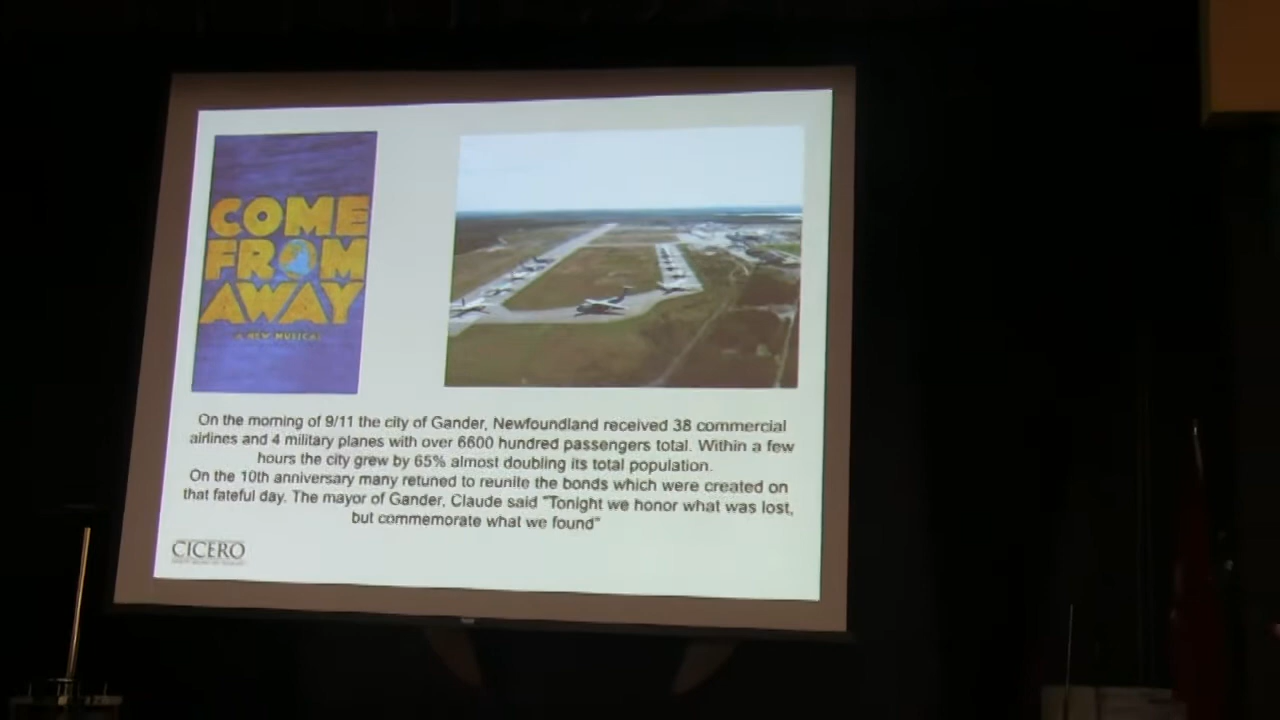 COME
FROM
AWAY
A NEW MUSICAL
On the morning of 9/11 the city of Gander, Newfoundland received 38 commercial
airlines and 4 military planes with over 6600 hundred passengers total. Within a few
hours the city grew by 65% almost doubling its total population.
On the 10th anniversary many retuned to reunite the bonds which were created on
that fateful day. The mayor of Gander, Claude said "Tonight we honor what was lost,
but commemorate what we found"
CICERO